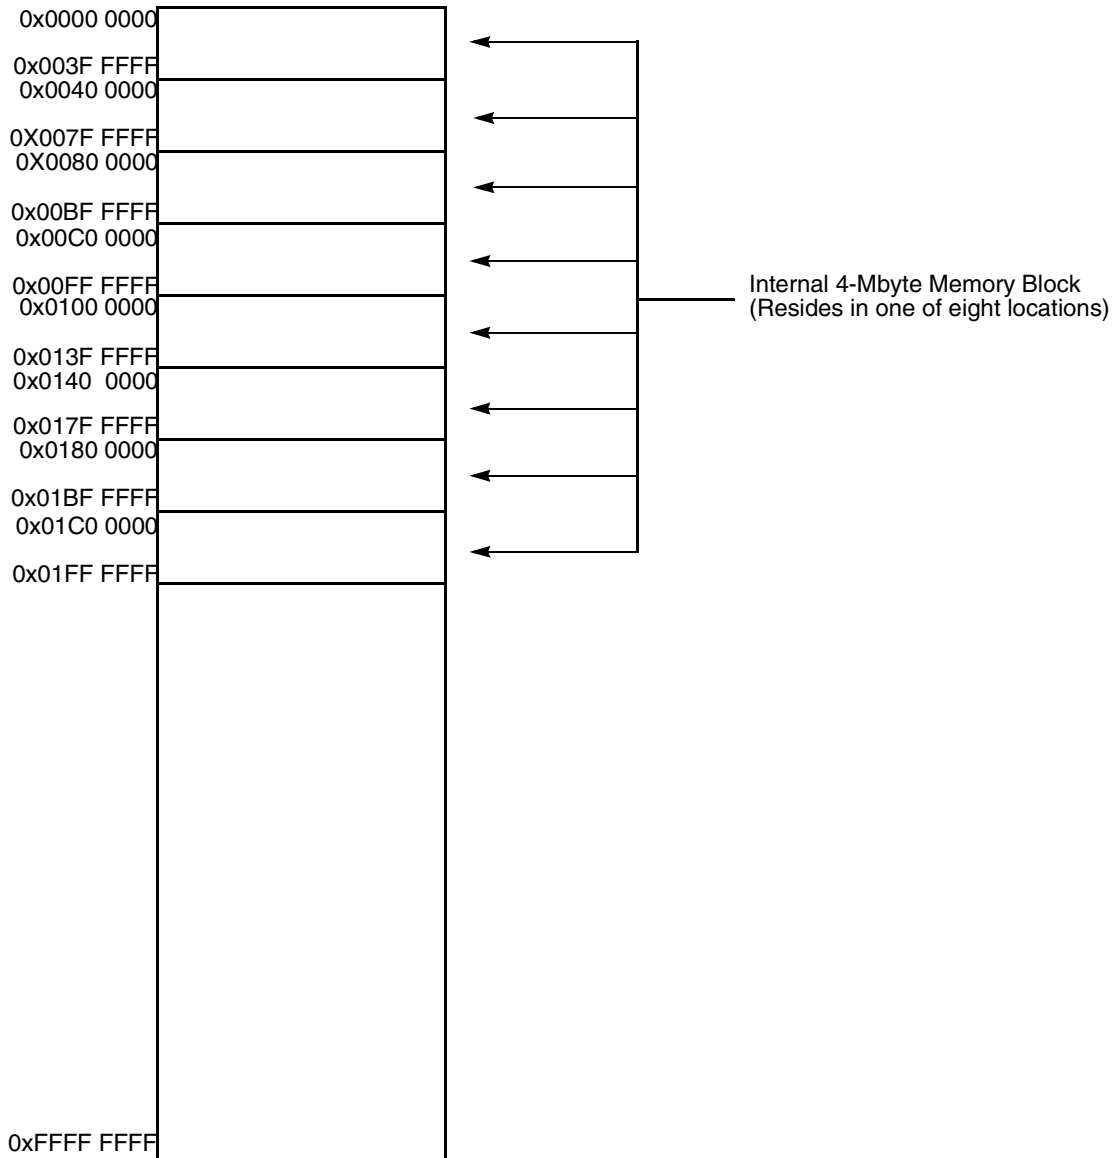 0x0000 0000
0x003F FFFF
0x0040 0000
0X007F FFFF
0X0080 0000
0x00BF FFFF
0x00C0 0000
0x00FF FFFF
0x0100 0000
0x013F FFFF
0x0140  0000
0x017F FFFF
0x0180 0000
0x01BF FFFF
0x01C0 0000
0x01FF FFFF
0xFFFF FFFF
Internal 4-Mbyte Memory Block
(Resides in one of eight locations)